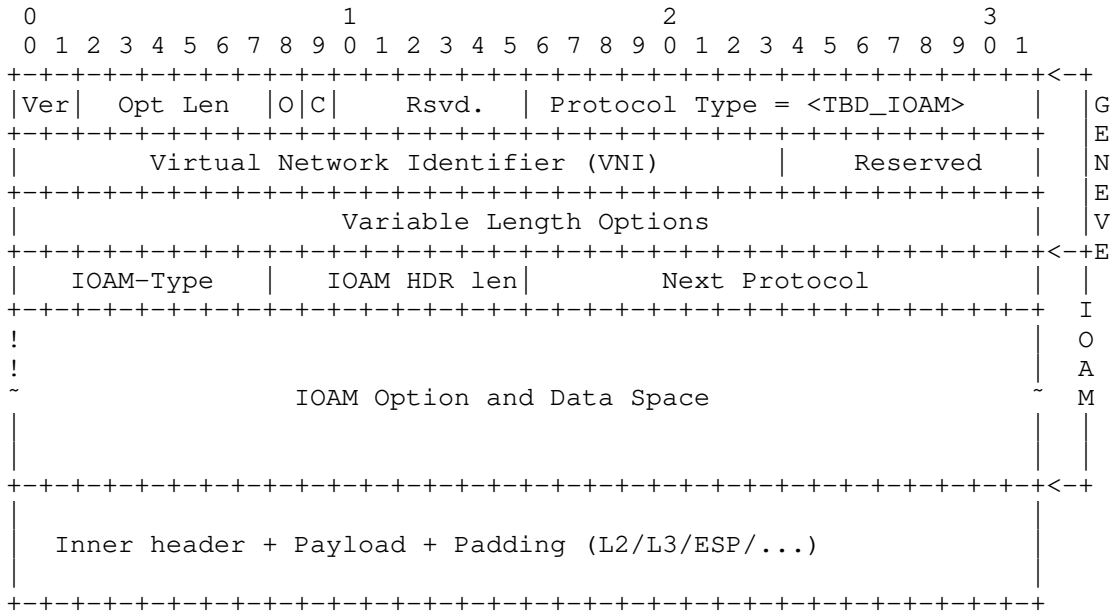 0                   1                   2                   3
 0 1 2 3 4 5 6 7 8 9 0 1 2 3 4 5 6 7 8 9 0 1 2 3 4 5 6 7 8 9 0 1
+-+-+-+-+-+-+-+-+-+-+-+-+-+-+-+-+-+-+-+-+-+-+-+-+-+-+-+-+-+-+-+-+<-+
|Ver|  Opt Len  |O|C|    Rsvd.  | Protocol Type = <TBD_IOAM>    |  |G
+-+-+-+-+-+-+-+-+-+-+-+-+-+-+-+-+-+-+-+-+-+-+-+-+-+-+-+-+-+-+-+-+  |E
|        Virtual Network Identifier (VNI)       |    Reserved   |  |N
+-+-+-+-+-+-+-+-+-+-+-+-+-+-+-+-+-+-+-+-+-+-+-+-+-+-+-+-+-+-+-+-+  |E
|                    Variable Length Options                    |  |V
+-+-+-+-+-+-+-+-+-+-+-+-+-+-+-+-+-+-+-+-+-+-+-+-+-+-+-+-+-+-+-+-+<-+E
|   IOAM-Type   |   IOAM HDR len|        Next Protocol          |  |
+-+-+-+-+-+-+-+-+-+-+-+-+-+-+-+-+-+-+-+-+-+-+-+-+-+-+-+-+-+-+-+-+  I
!                                                               |  O
!                                                               |  A
~                 IOAM Option and Data Space                    ~  M
|                                                               |  |
|                                                               |  |
+-+-+-+-+-+-+-+-+-+-+-+-+-+-+-+-+-+-+-+-+-+-+-+-+-+-+-+-+-+-+-+-+<-+
|                                                               |
|  Inner header + Payload + Padding (L2/L3/ESP/...)             |
|                                                               |
+-+-+-+-+-+-+-+-+-+-+-+-+-+-+-+-+-+-+-+-+-+-+-+-+-+-+-+-+-+-+-+-+